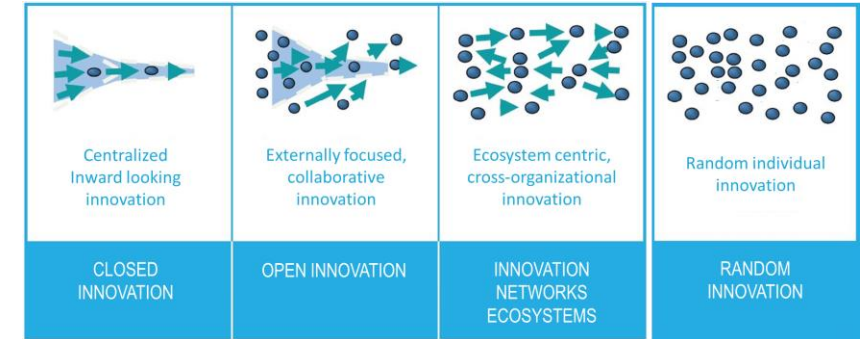 Centralized
Inward looking
innovation
Externally focused,
collaborative
innovation
Ecosystem centric,
cross-organizational
innovation
Random individual
innovation
CLOSED
INNOVATION
OPEN INNOVATION
INNOVATION
NETWORKS
ECOSYSTEMS
RANDOM
INNOVATION